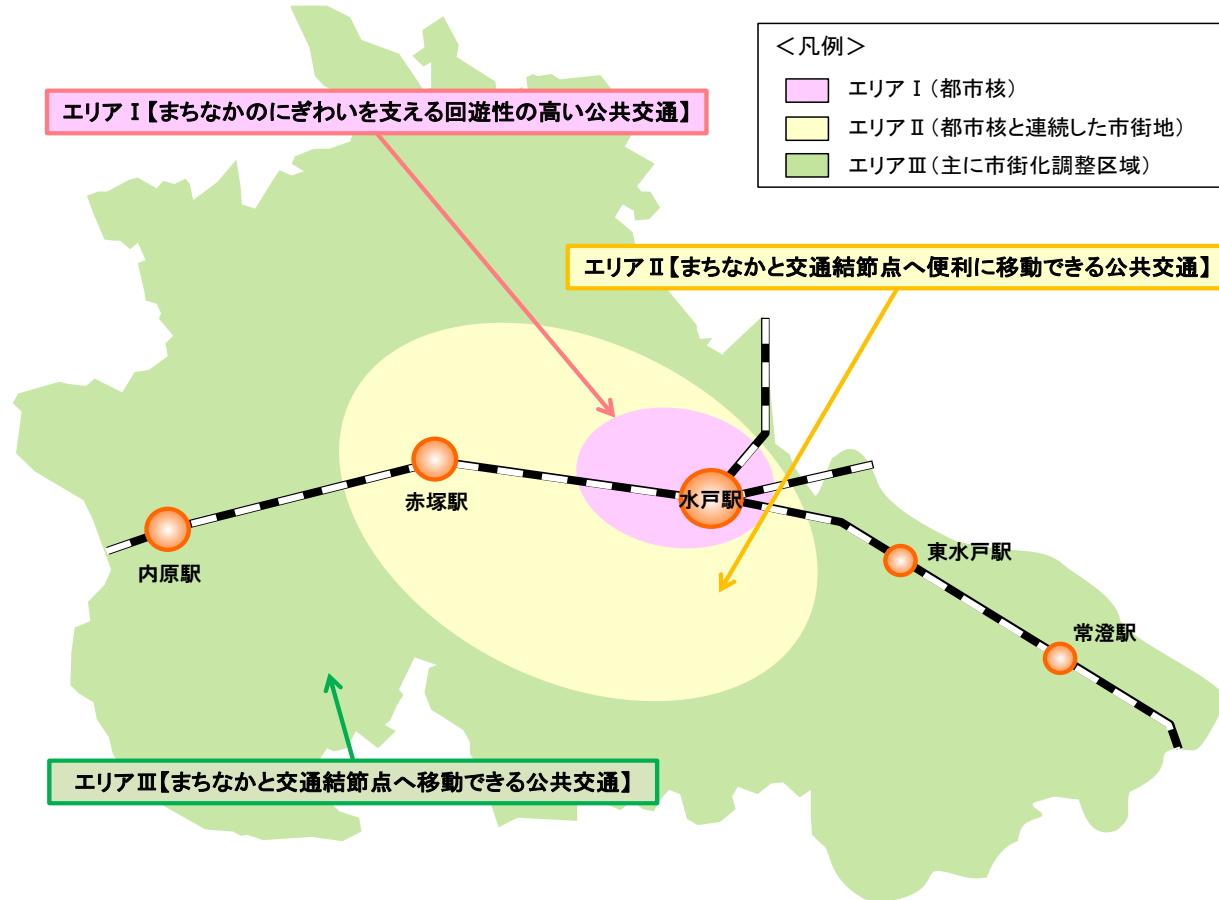 <凡例>
エリアⅠ(都市核)
エリアⅡ(都市核と連続した市街地)
エリアⅢ(主に市街化調整区域)
エリアⅠ【まちなかのにぎわいを支える回遊性の高い公共交通】
エリアⅡ【まちなかと交通結節点へ便利に移動できる公共交通】
水戸駅
赤塚駅
東水戸駅
内原駅
常澄駅
エリアⅢ【まちなかと交通結節点へ移動できる公共交通】